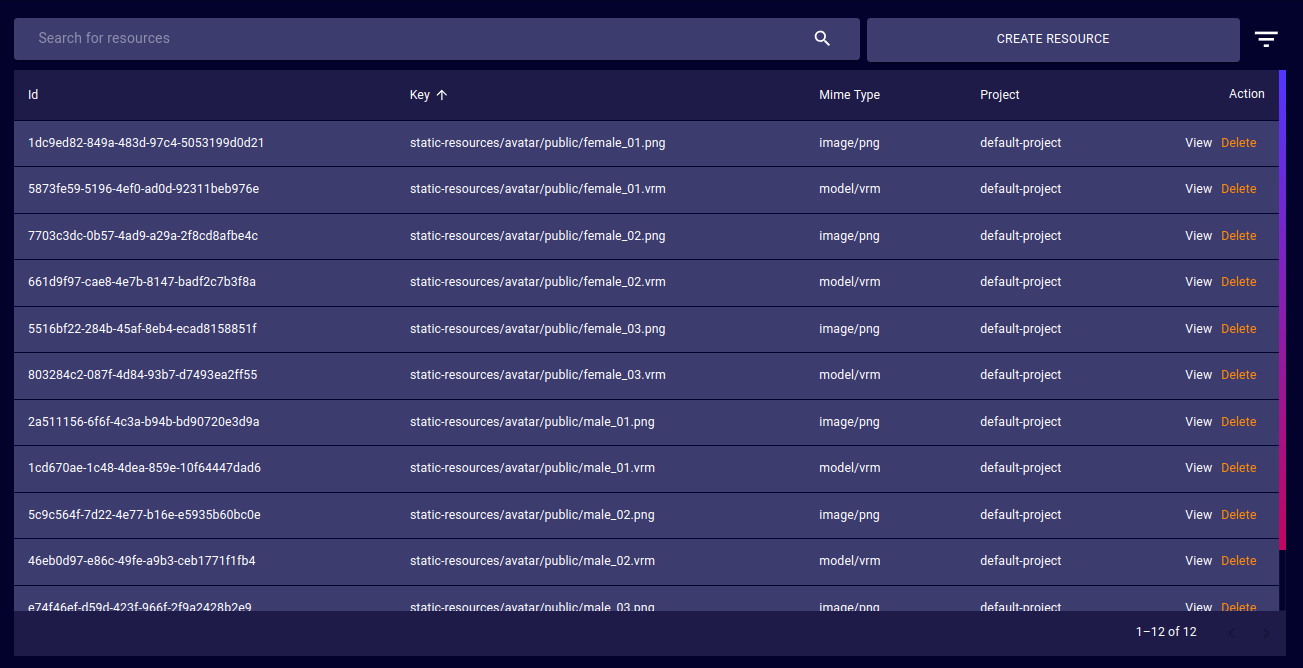 Search for resources CREATE RESOURCE
Id Key Mime Type Project Action
1dc9ed82-849a-483d-97c4-5053199d0d21 static-resources/avatar/public/female_01.png image/png default-project View Delete
5873fe59-5196-4ef0-ad0d-92311beb976e static-resources/avatar/public/female_01.vrm model/vrm default-project View Delete
7703c3dc-0b57-4ad9-a29a-2f8cd8afbe4c static-resources/avatar/public/female_02.png image/png default-project View Delete
661d9f97-cae8-4e7b-8147-badf2c7b3f8a static-resources/avatar/public/female_02.vrm model/vrm default-project View Delete
5516bf22-284b-45af-8eb4-ecad8158851f static-resources/avatar/public/female_03.png image/png default-project View Delete
803284c2-087f-4d84-93b7-d7493ea2ff55 static-resources/avatar/public/female_03.vrm model/vrm default-project View Delete
2a511156-6f6f-4c3a-b94b-bd90720e3d9a static-resources/avatar/public/male_01.png image/png default-project View Delete
1cd670ae-1c48-4dea-859e-10f64447dad6 static-resources/avatar/public/male_01.vrm model/vrm default-project View Delete
5c9c564f-7d22-4e77-b16e-e5935b60bc0e static-resources/avatar/public/male_02.png image/png default-project View Delete
46eb0d97-e86c-49fe-a9b3-ceb1771f1fb4 static-resources/avatar/public/male_02.vrm model/vrm default-project View Delete
e74f46ef-d59d-423f-966f-2f9a2428b2e9 static-resources/avatar/public/male_03.png image/png default-project View Delete
1–12 of 12